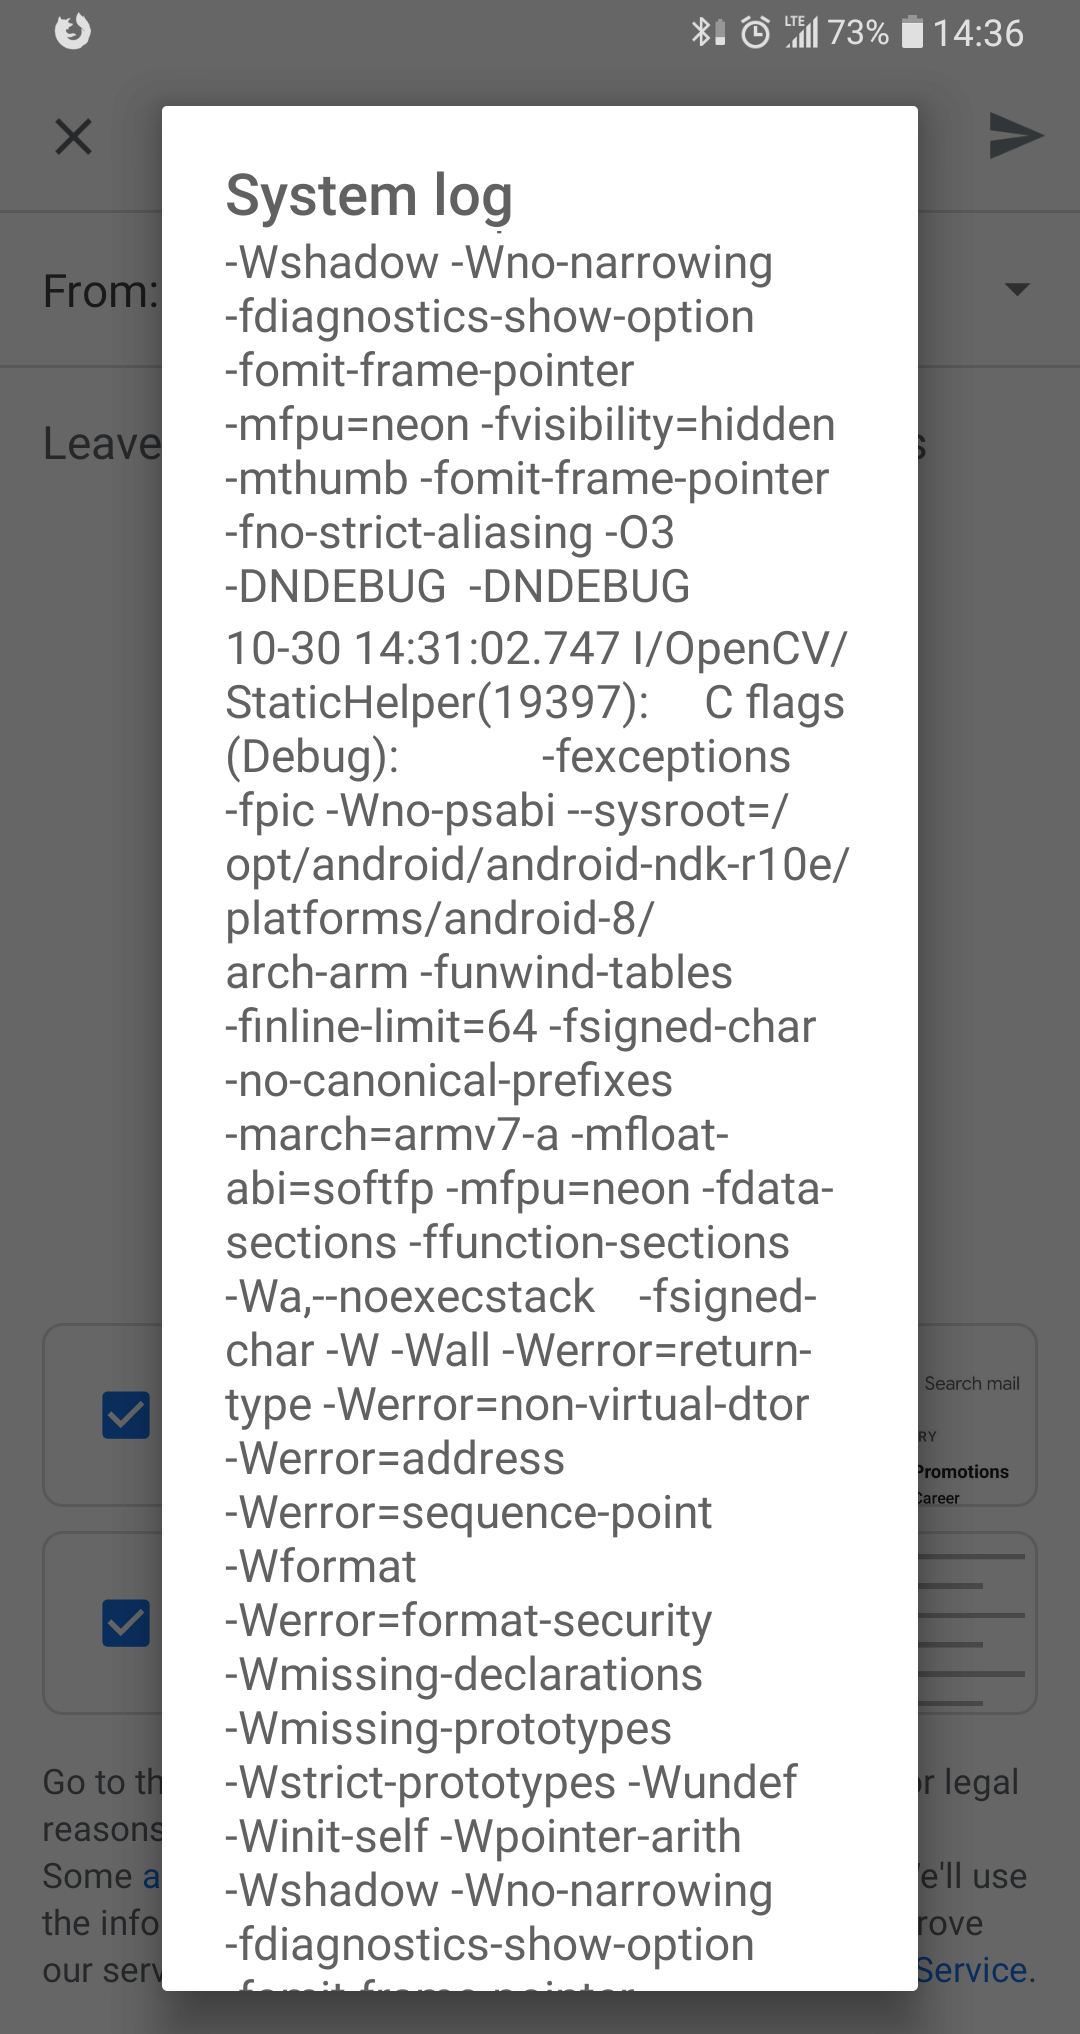 LTE 73% 14:36
System log
-Wshadow -Wno-narrowing
From:
-fdiagnostics-show-option
-fomit-frame-pointer
-mfpu=neon -fvisibility=hidden
Leave
-mthumb -fomit-frame-pointer
-fno-strict-aliasing -O3
-DNDEBUG  -DNDEBUG
10-30 14:31:02.747 I/OpenCV/
StaticHelper(19397):     C flags
(Debug):             -fexceptions
-fpic -Wno-psabi --sysroot=/
opt/android/android-ndk-r10e/
platforms/android-8/
arch-arm -funwind-tables
-finline-limit=64 -fsigned-char
-no-canonical-prefixes
-march=armv7-a -mfloat-
abi=softfp -mfpu=neon -fdata-
sections -ffunction-sections
-Wa,--noexecstack    -fsigned-
char -W -Wall -Werror=return-
type -Werror=non-virtual-dtor
-Werror=address
-Werror=sequence-point
-Wformat
-Werror=format-security
-Wmissing-declarations
-Wmissing-prototypes
-Wstrict-prototypes -Wundef
-Winit-self -Wpointer-arith
-Wshadow -Wno-narrowing
-fdiagnostics-show-option
-fomit-frame-pointer
Search mail
Promotions
Career
Go to th
legal
reasons
Some a
e'll use
the info
rove
our serv
Service.